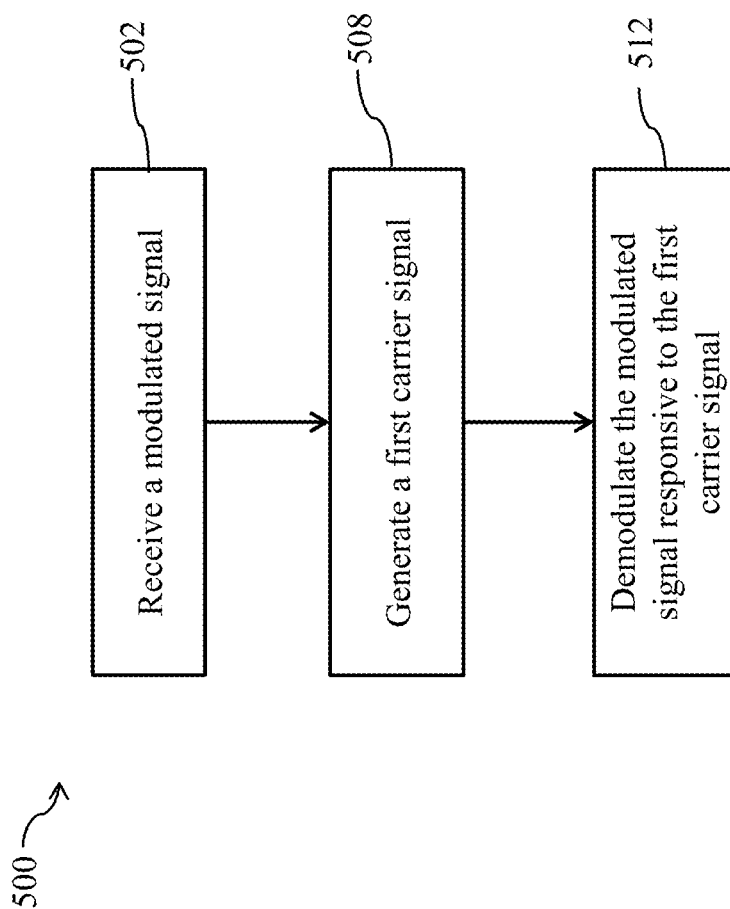 500
Receive a modulated signal
502
Generate a first carrier signal
508
Demodulate the modulated
signal responsive to the first
carrier signal
512